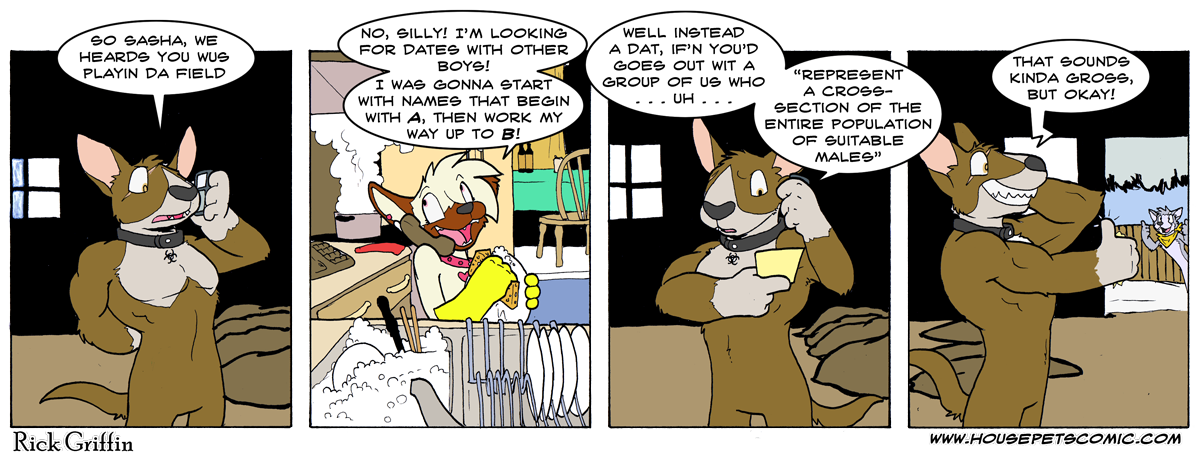 SO SASHA, WE
HEARDS YOU WUS
PLAYIN DA FIELD
NO, SILLY! I'M LOOKING
FOR DATES WITH OTHER
BOYS!
I WAS GONNA START
WITH NAMES THAT BEGIN
WITH A, THEN WORK MY
WAY UP TO B!
WELL INSTEAD
A DAT, IF'N YOU'D
GOES OUT WIT A
GROUP OF US WHO
. . . UH . . .
"REPRESENT
A CROSS-
SECTION OF THE
ENTIRE POPULATION
OF SUITABLE
MALES"
THAT SOUNDS
KINDA GROSS,
BUT OKAY!
Rick Griffin
WWW.HOUSEPETSCOMIC.COM